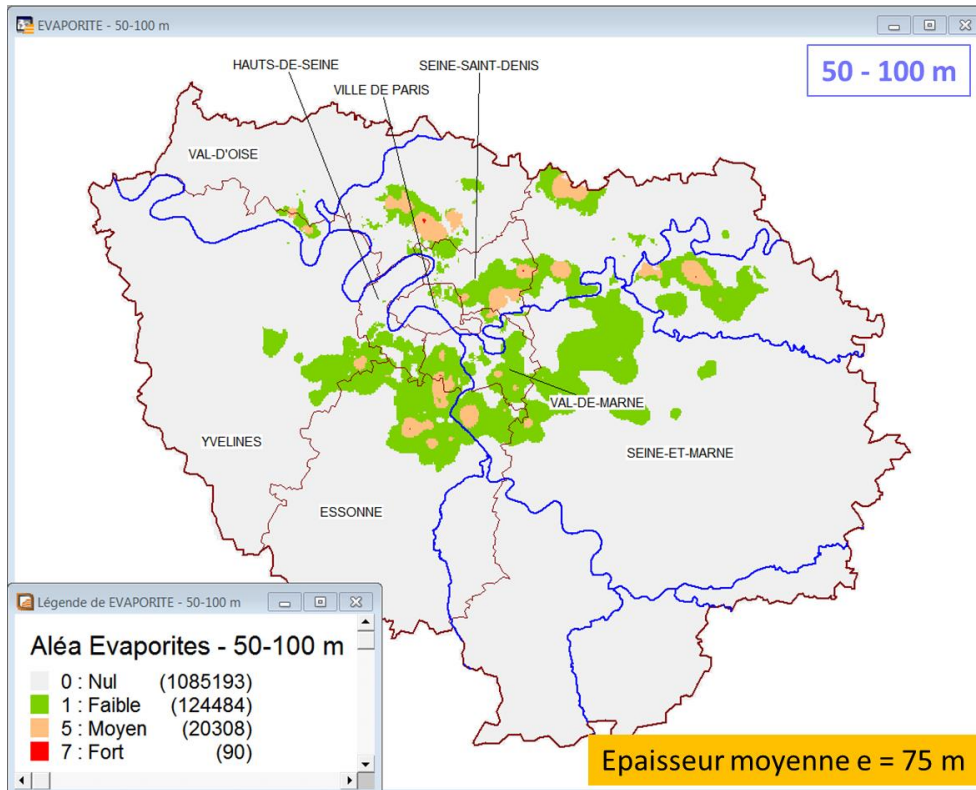 EVAPORITE - 50-100 m
50 - 100 m
HAUTS-DE-SEINE
SEINE-SAINT-DENIS
VILLE DE PARIS
VAL-D'OISE
VAL-DE-MARNE
YVELINES
SEINE-ET-MARNE
ESSONNE
Légende de EVAPORITE - 50-100 m
Aléa Evaporites - 50-100 m
0 : Nul (1085193)
1 : Faible (124484)
5 : Moyen (20308)
7 : Fort (90)
Epaisseur moyenne e = 75 m